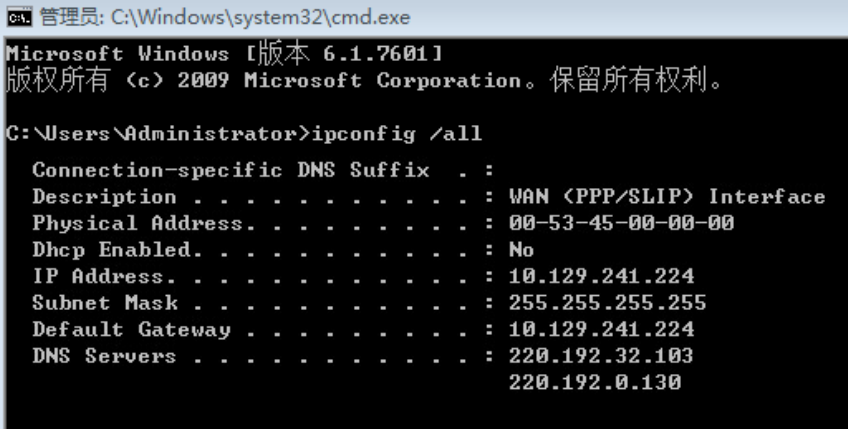 管理员: C:\Windows\system32\cmd.exe
Microsoft Windows [版本 6.1.7601]
版权所有 (c) 2009 Microsoft Corporation。保留所有权利。
C:\Users\Administrator>ipconfig /all
Connection-specific DNS Suffix . :
Description . . . . . . . . . . . : WAN (PPP/SLIP) Interface
Physical Address. . . . . . . . . : 00-53-45-00-00-00
Dhcp Enabled. . . . . . . . . . . : No
IP Address. . . . . . . . . . . . : 10.129.241.224
Subnet Mask . . . . . . . . . . . : 255.255.255.255
Default Gateway . . . . . . . . . : 10.129.241.224
DNS Servers . . . . . . . . . . . : 220.192.32.103
220.192.0.130